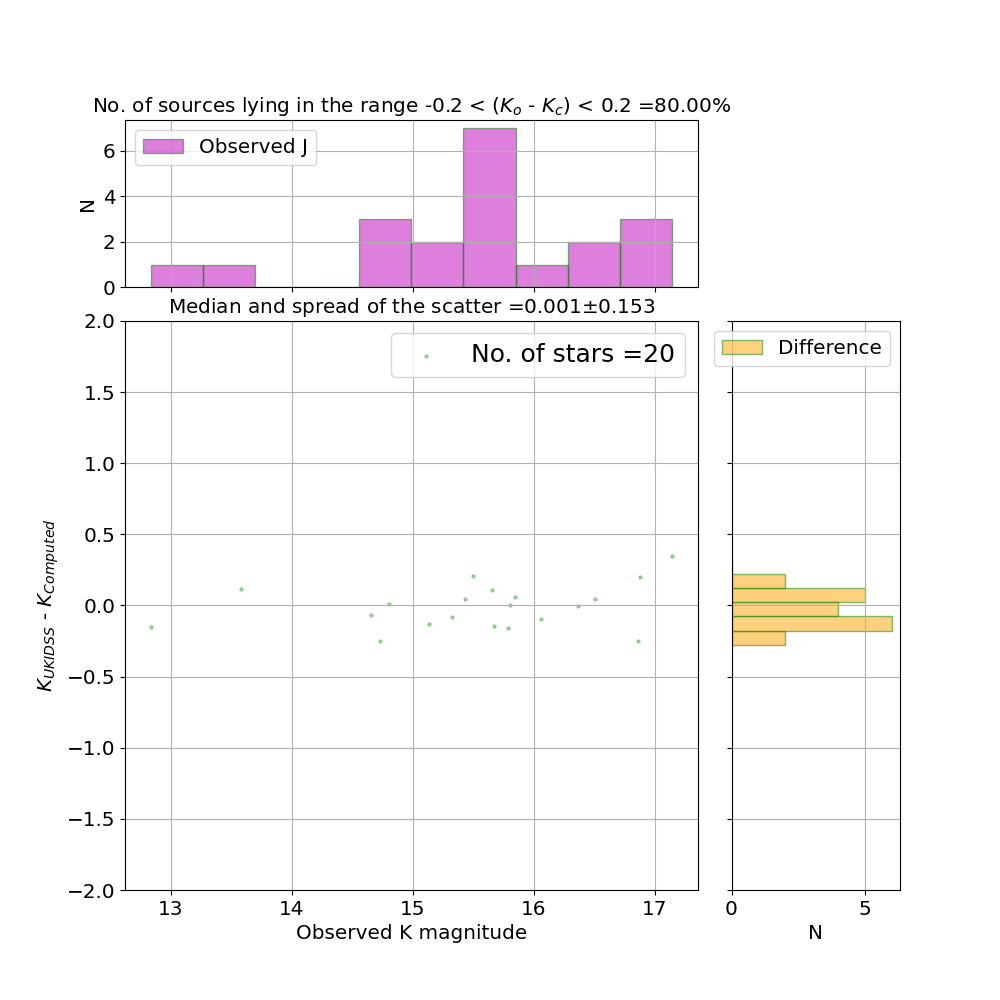 No. of sources lying in the range -0.2 < (K_o - K_c) < 0.2 =80.00%
Observed J
N
6
4
2
0
Median and spread of the scatter =0.001±0.153
No. of stars =20
Difference
K_UKIDSS - K_Computed
2.0
1.5
1.0
0.5
0.0
−0.5
−1.0
−1.5
−2.0
13 14 15 16 17
Observed K magnitude
0 5
N